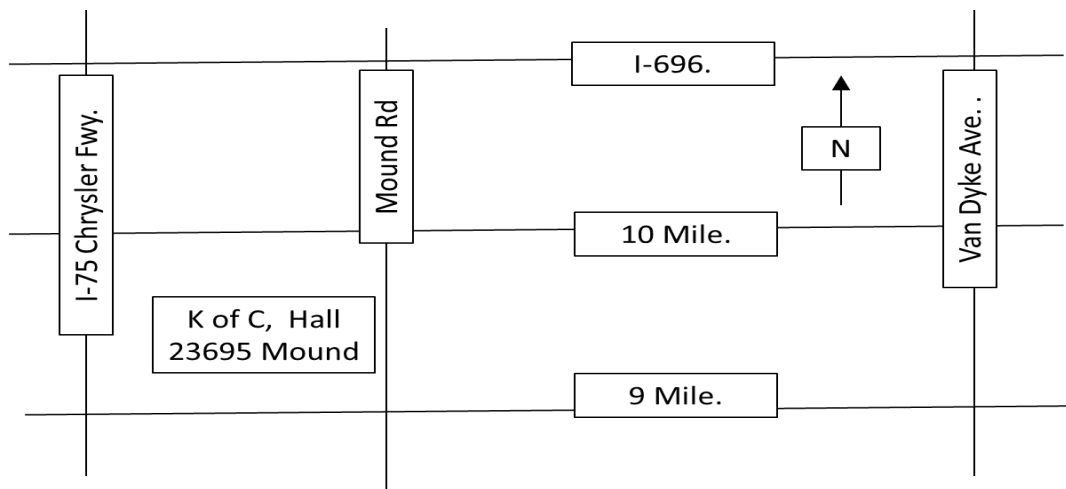 I-696.
I-75 Chrysler Fwy.
Mound Rd
N
Van Dyke Ave. .
10 Mile.
K of C,  Hall
23695 Mound
9 Mile.